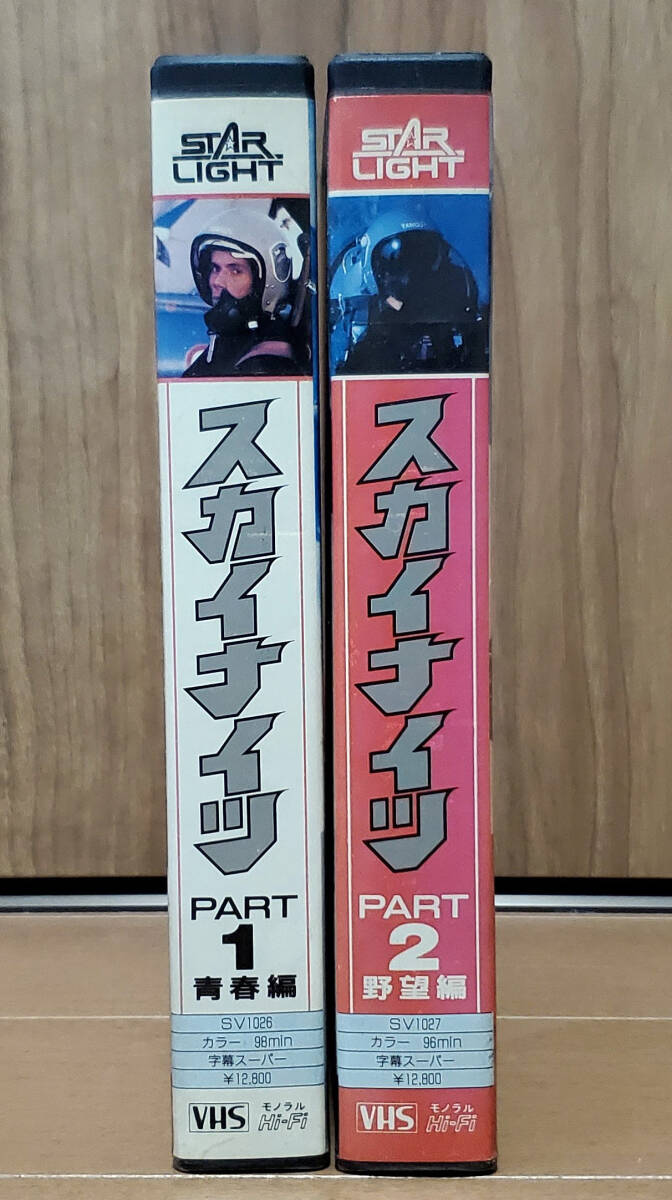 STAR
LIGHT
スカイナイツ
PART
1
青春編
SV1026
カラー 98min
字幕スーパー
¥12,800
VHS
モノラル
Hi-Fi
STAR
LIGHT
スカイナイツ
PART
2
野望編
SV1027
カラー 96min
字幕スーパー
¥12,800
VHS
モノラル
Hi-Fi